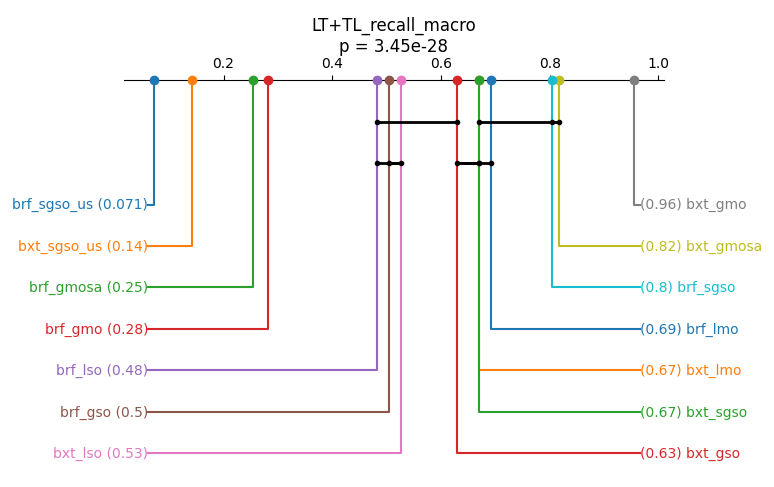 LT+TL_recall_macro
p = 3.45e-28
0.2 0.4 0.6 0.8 1.0
brf_sgso_us (0.071) (0.96) bxt_gmo
bxt_sgso_us (0.14) (0.82) bxt_gmosa
brf_gmosa (0.25) (0.8) brf_sgso
brf_gmo (0.28) (0.69) brf_lmo
brf_lso (0.48) (0.67) bxt_lmo
brf_gso (0.5) (0.67) bxt_sgso
bxt_lso (0.53) (0.63) bxt_gso